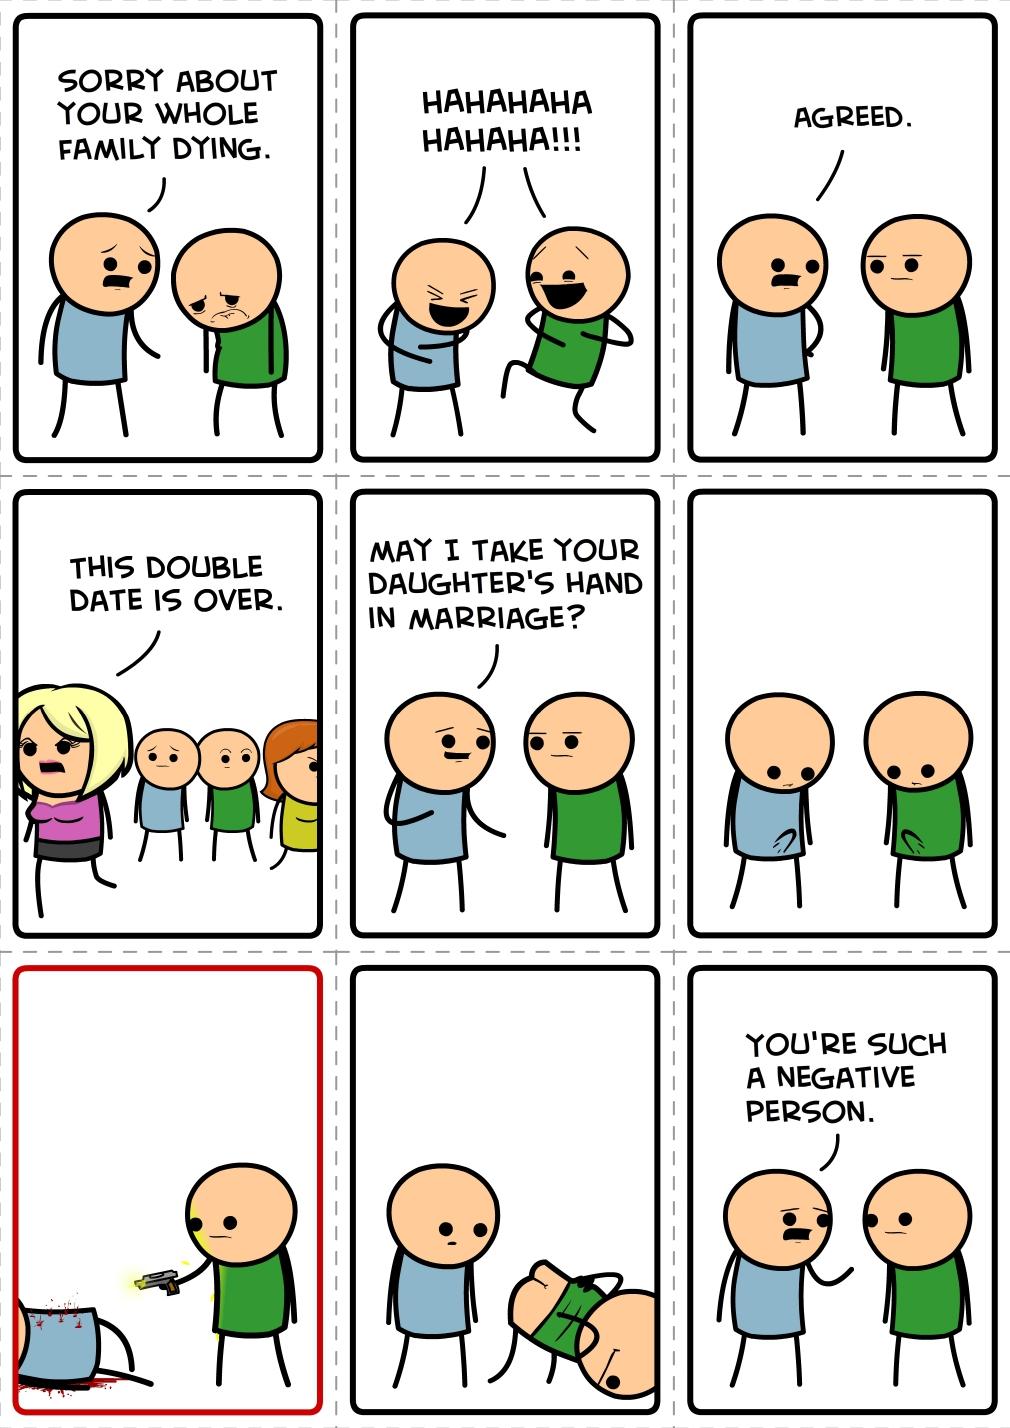 SORRY ABOUT
YOUR WHOLE
FAMILY DYING.
HAHAHAHA
HAHAHA!!!
AGREED.
THIS DOUBLE
DATE IS OVER.
MAY I TAKE YOUR
DAUGHTER'S HAND
IN MARRIAGE?
YOU'RE SUCH
A NEGATIVE
PERSON.